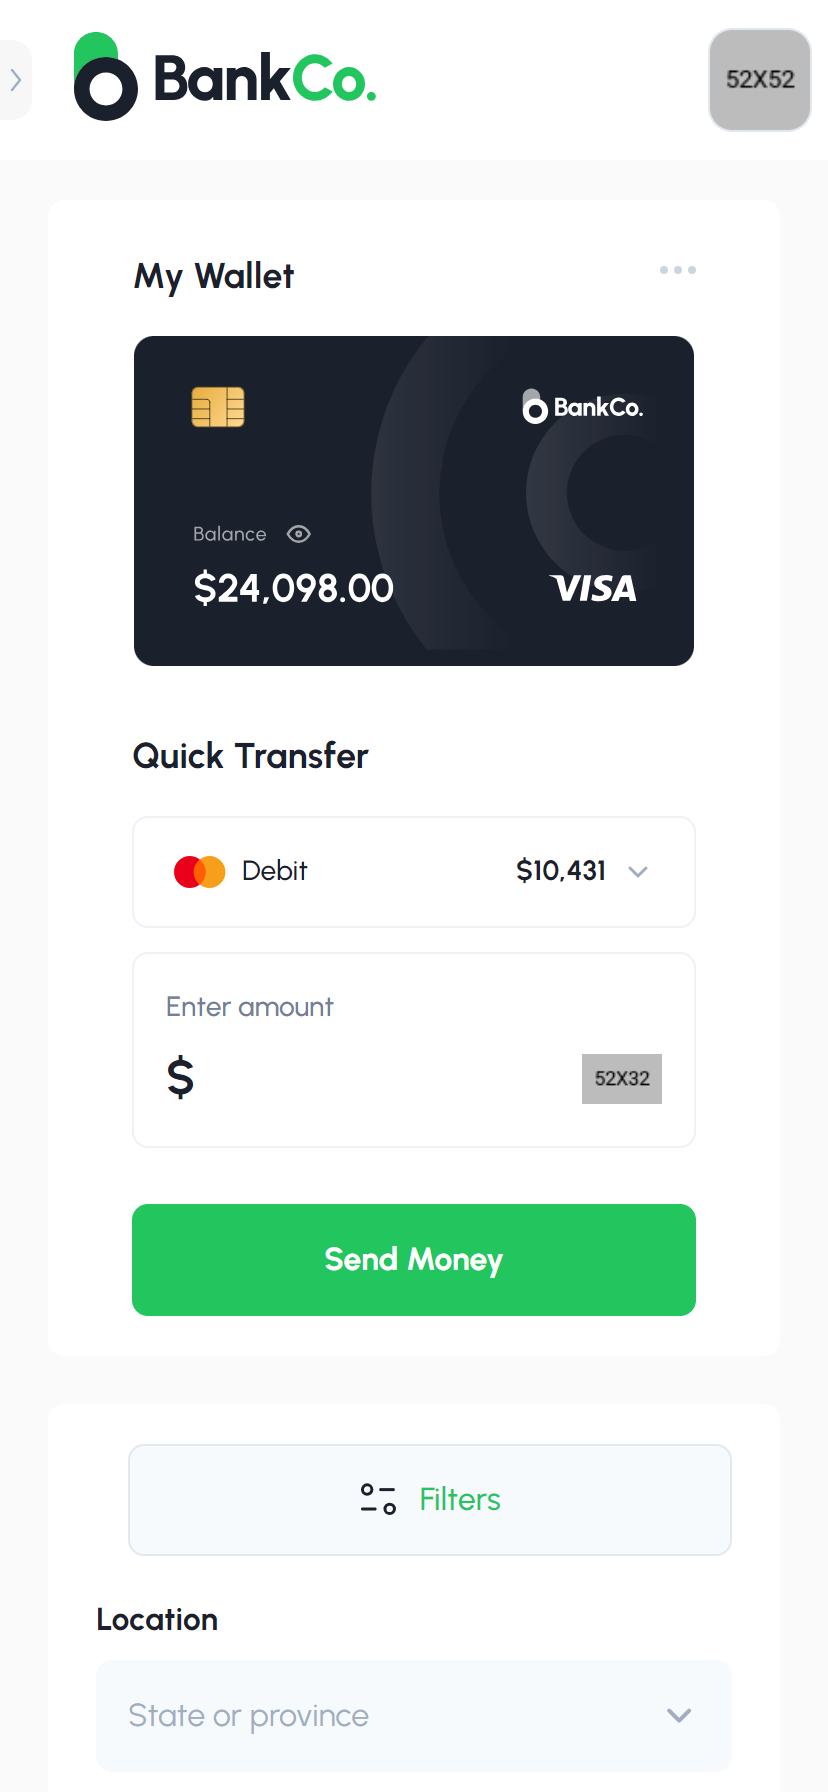 BankCo.
52X52
My Wallet
BankCo.
Balance
$24,098.00
VISA
Quick Transfer
Debit
$10,431
Enter amount
$
52X32
Send Money
Filters
Location
State or province